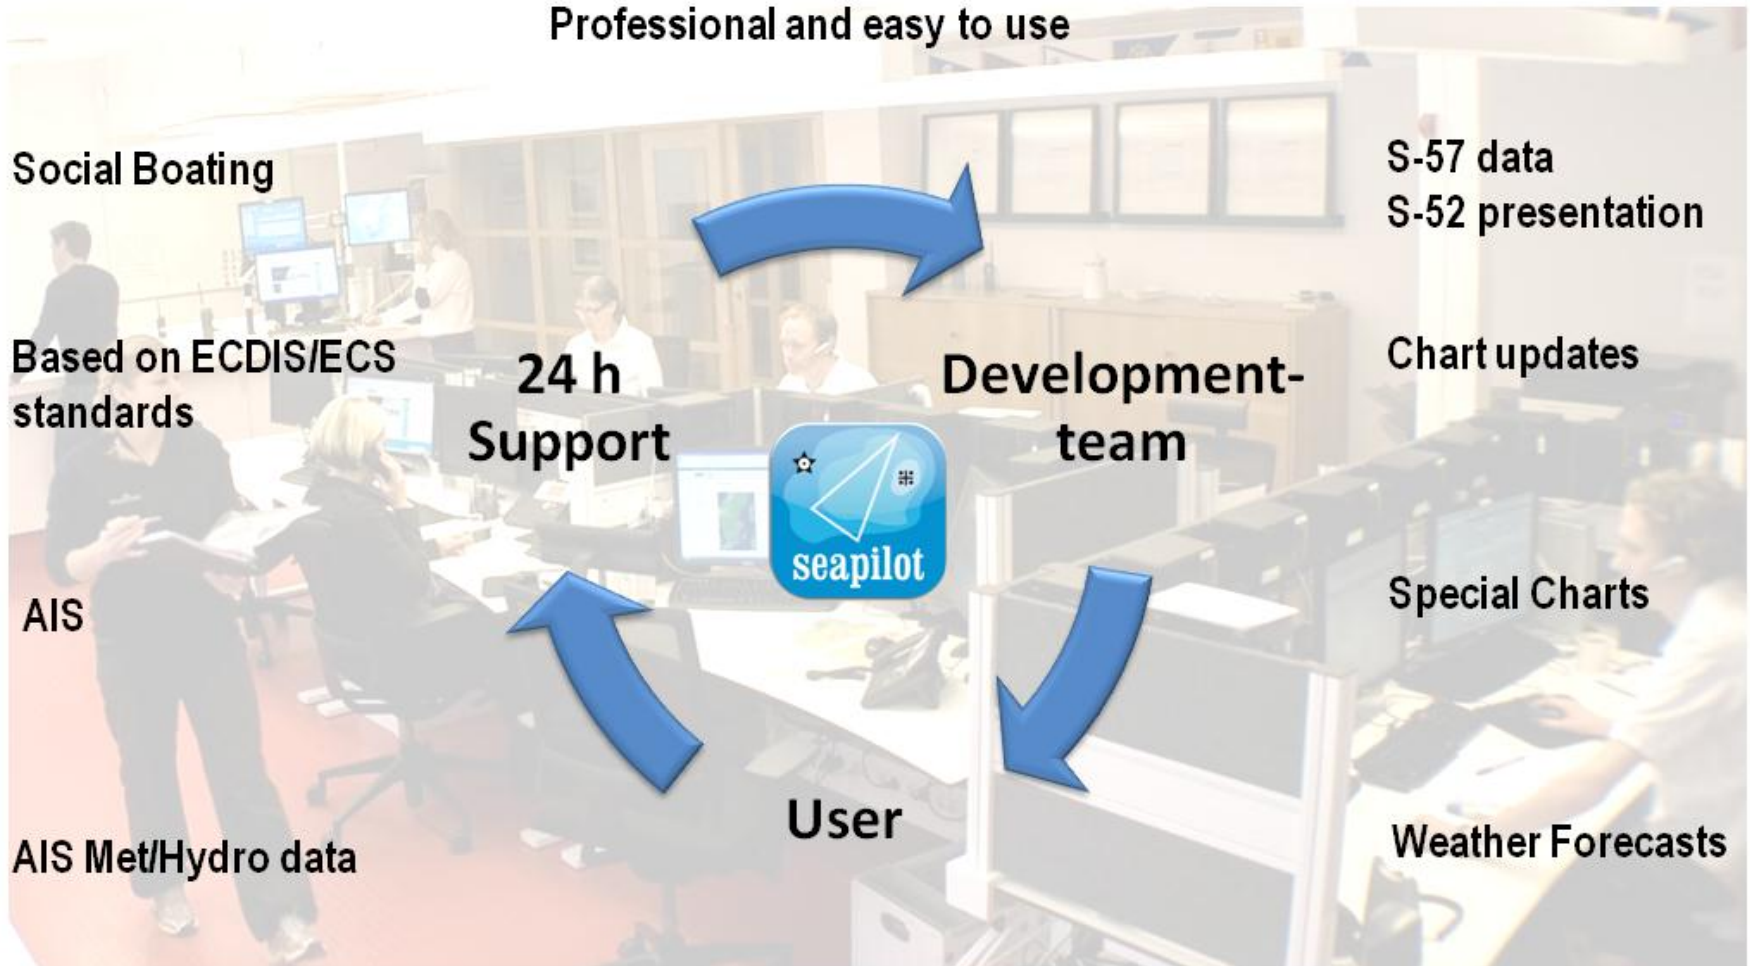 Professional and easy to use
Social Boating
S-57 data
S-52 presentation
Based on ECDIS/ECS
standards
24 h
Support
Development-
team
Chart updates
seapilot
AIS
Special Charts
User
AIS Met/Hydro data
Weather Forecasts